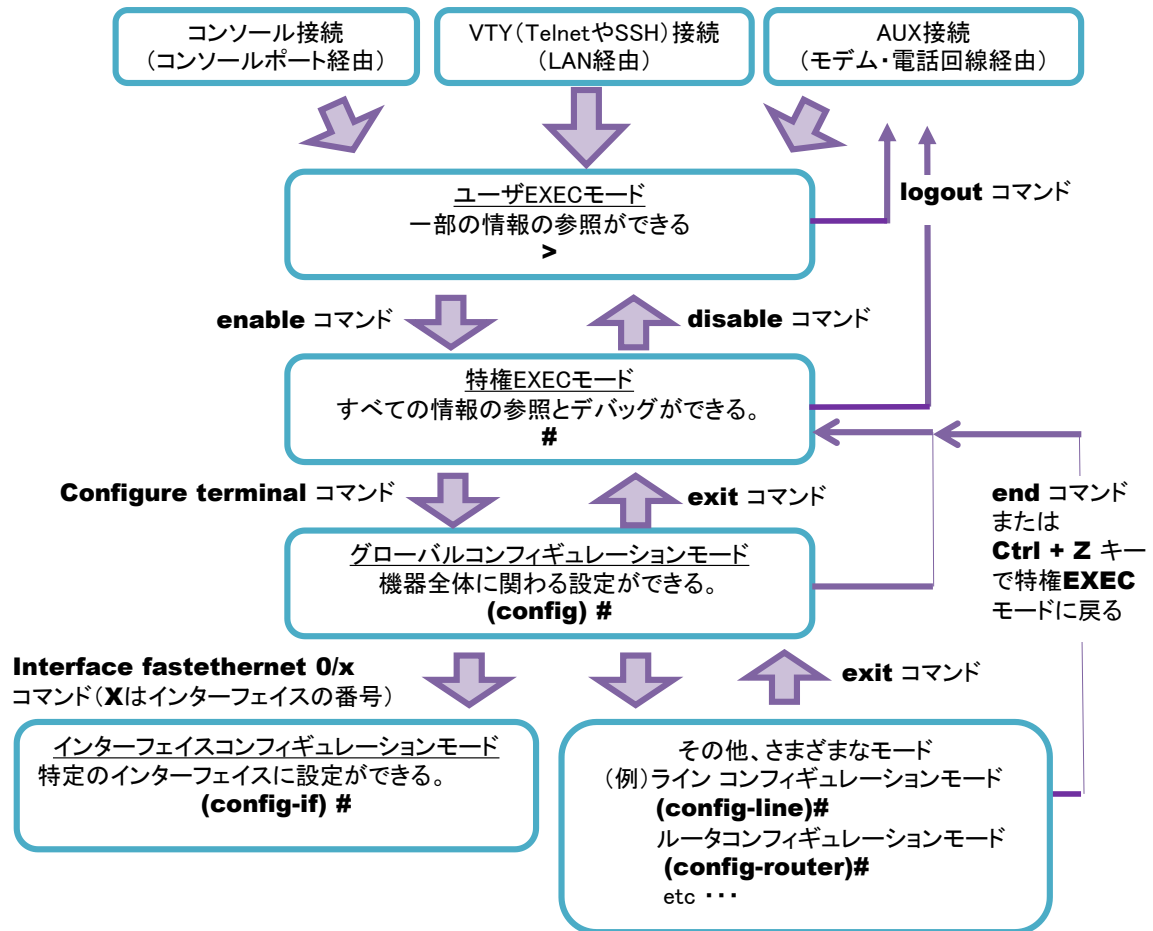 コンソール接続
(コンソールポート経由)
VTY(TelnetやSSH)接続
(LAN経由)
AUX接続
(モデム・電話回線経由)
ユーザEXECモード
一部の情報の参照ができる
>
logout コマンド
enable コマンド
disable コマンド
特権EXECモード
すべての情報の参照とデバッグができる。
#
Configure terminal コマンド
exit コマンド
end コマンド
または
Ctrl + Z キー
で特権EXEC
モードに戻る
グローバルコンフィギュレーションモード
機器全体に関わる設定ができる。
(config) #
Interface fastethernet 0/x
コマンド(Xはインターフェイスの番号)
exit コマンド
インターフェイスコンフィギュレーションモード
特定のインターフェイスに設定ができる。
(config-if) #
その他、さまざまなモード
(例)ライン コンフィギュレーションモード
(config-line)#
ルータコンフィギュレーションモード
(config-router)#
etc ・・・